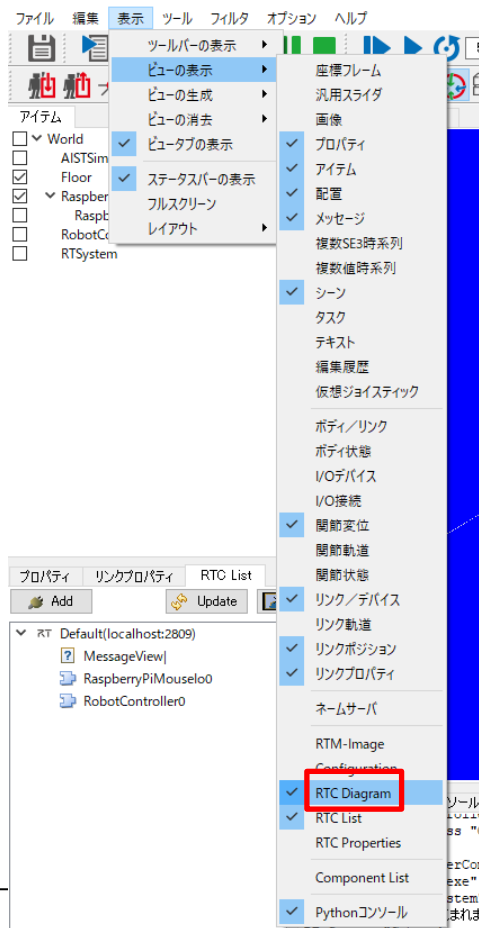 ファイル 編集 表示 ツール フィルタ オプション ヘルプ
ツールバーの表示
ビューの表示
ビューの生成
ビューの消去
ビュータブの表示
ステータスバーの表示
フルスクリーン
レイアウト
座標フレーム
汎用スライダ
画像
プロパティ
アイテム
配置
メッセージ
複数SE3時系列
複数値時系列
シーン
タスク
テキスト
編集履歴
仮想ジョイスティック
ボディ／リンク
ボディ状態
I/Oデバイス
I/O接続
関節変位
関節軌道
関節状態
リンク／デバイス
リンク軌道
リンクポジション
リンクプロパティ
ネームサーバ
RTM-Image
Configuration
RTC Diagram
RTC List
RTC Properties
Component List
Pythonコンソール
アイテム
World
AISTSim
Floor
Raspber
Raspb
RobotCo
RTSystem
プロパティ リンクプロパティ RTC List
Add Update
RT Default(localhost:2809)
MessageView|
RaspberryPiMouseIo0
RobotController0
ソール
ss "
erCon
exe"
stem
まれま